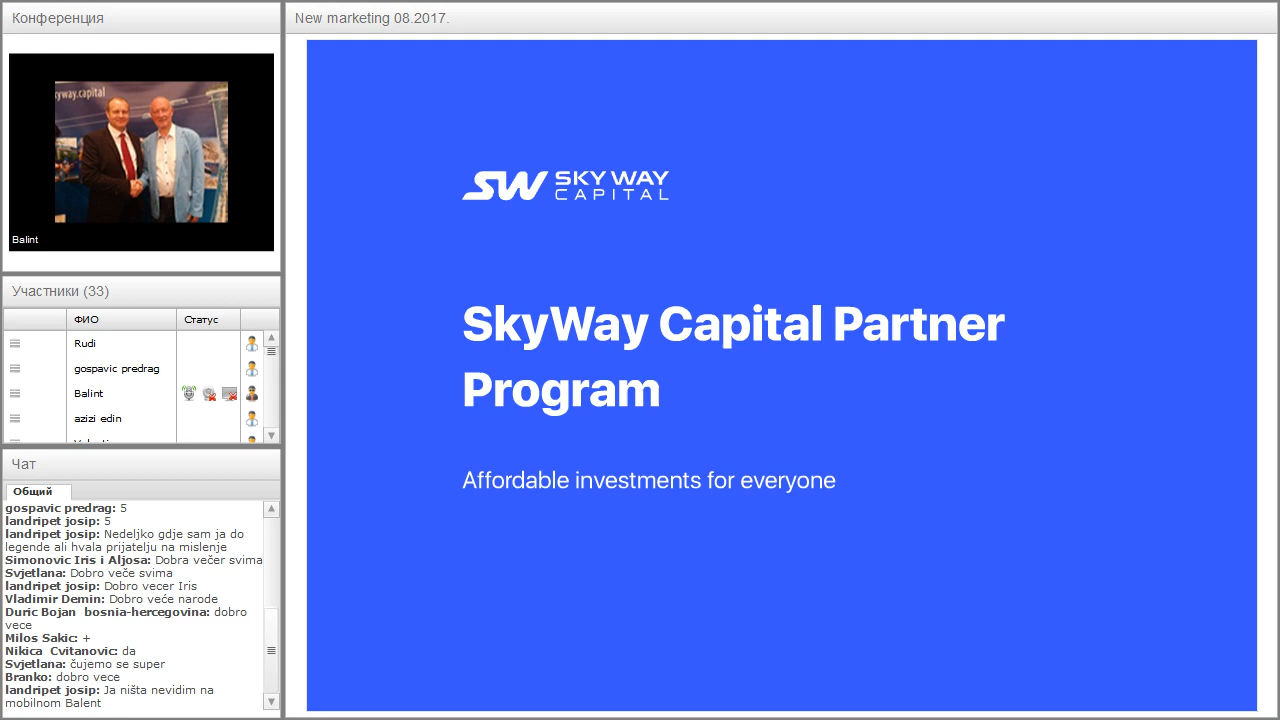 Конференция
kyway.capital
Balint
Участники (33)
ФИО Статус
Rudi
gospavic predrag
Balint
azizi edin
Чат
Общий
gospavic predrag: 5
landripet josip: 5
landripet josip: Nedeljko gdje sam ja do
legende ali hvala prijatelju na mislenje
Simonovic Iris i Aljosa: Dobra večer svima
Svjetlana: Dobro veče svima
landripet josip: Dobro vecer Iris
Vladimir Demin: Dobro veće narode
Duric Bojan bosnia-hercegovina: dobro
vece
Milos Sakic: +
Nikica Cvitanovic: da
Svjetlana: čujemo se super
Branko: dobro vece
landripet josip: Ja ništa nevidim na
mobilnom Balent
New marketing 08.2017.
SW SKY WAY
CAPITAL
SkyWay Capital Partner
Program
Affordable investments for everyone